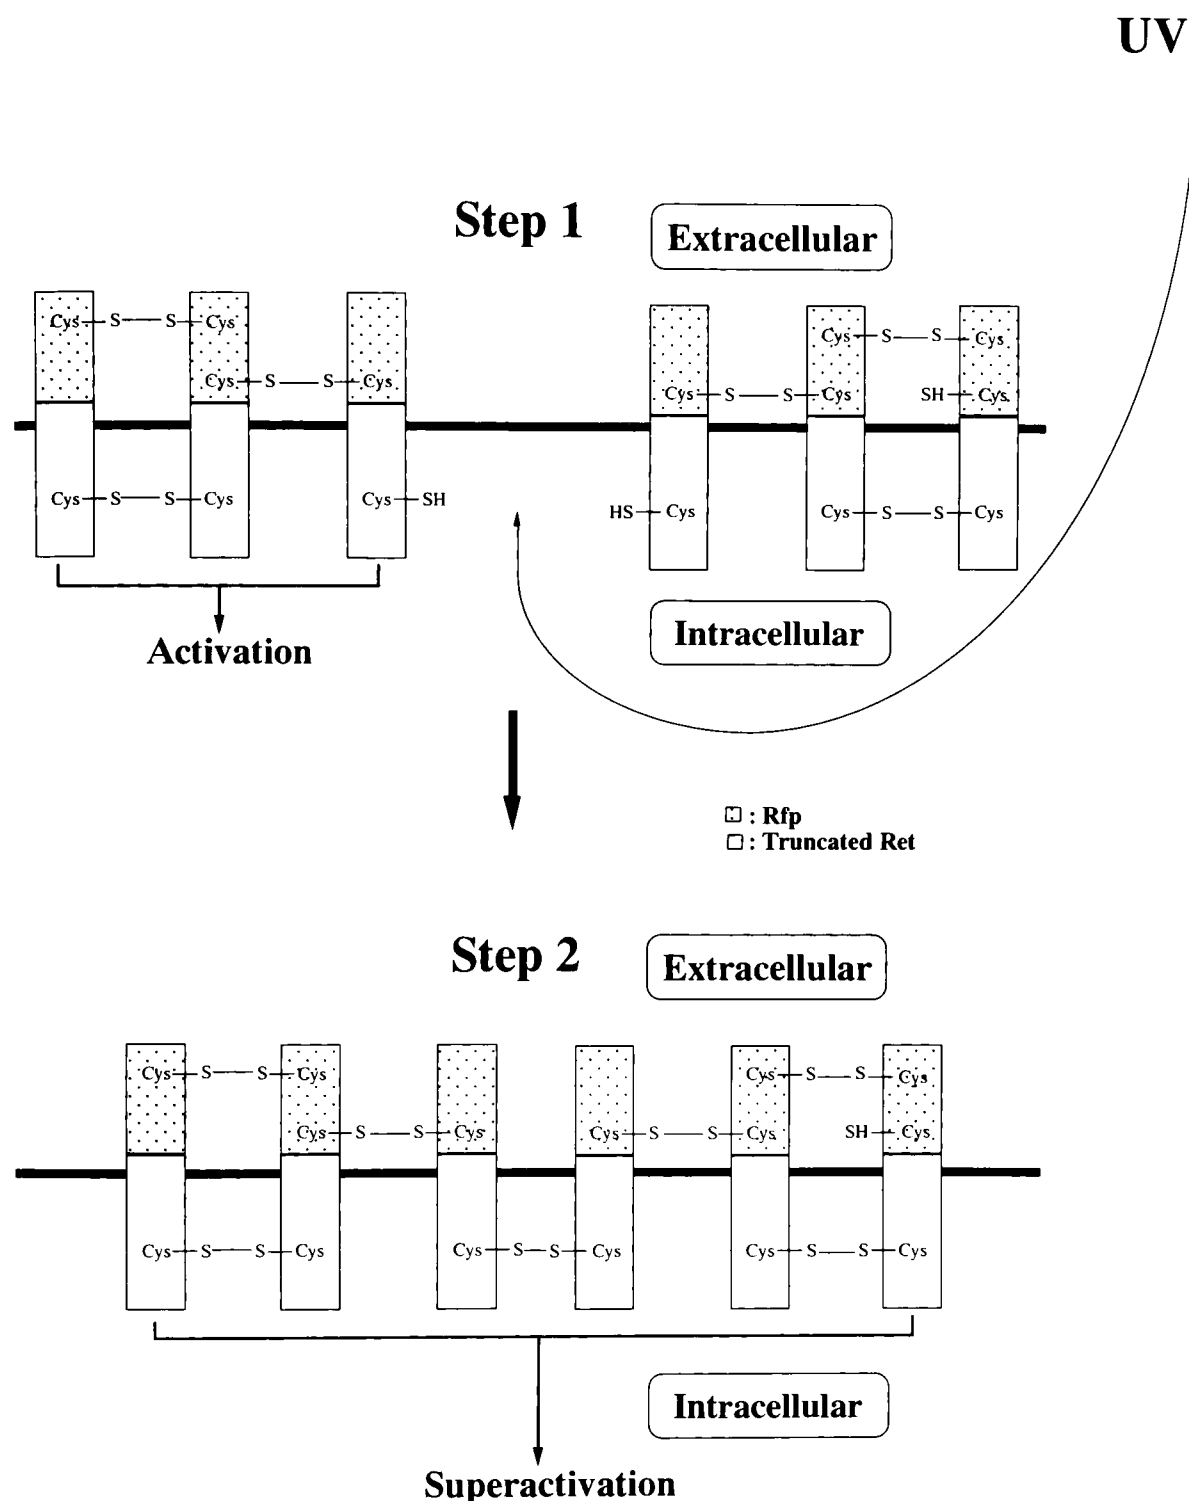 UV
Step 1
Extracellular
Cys S S Cys
Cys S S Cys
Cys S S Cys
Cys S S Cys
SH Cys
Cys S S Cys
Cys SH
HS Cys
Cys S S Cys
Activation
Intracellular
: Rfp
: Truncated Ret
Step 2
Extracellular
Cys S S Cys
Cys S S Cys
Cys S S Cys
Cys S S Cys
SH Cys
Cys S S Cys
Cys S S Cys
Cys S S Cys
Intracellular
Superactivation